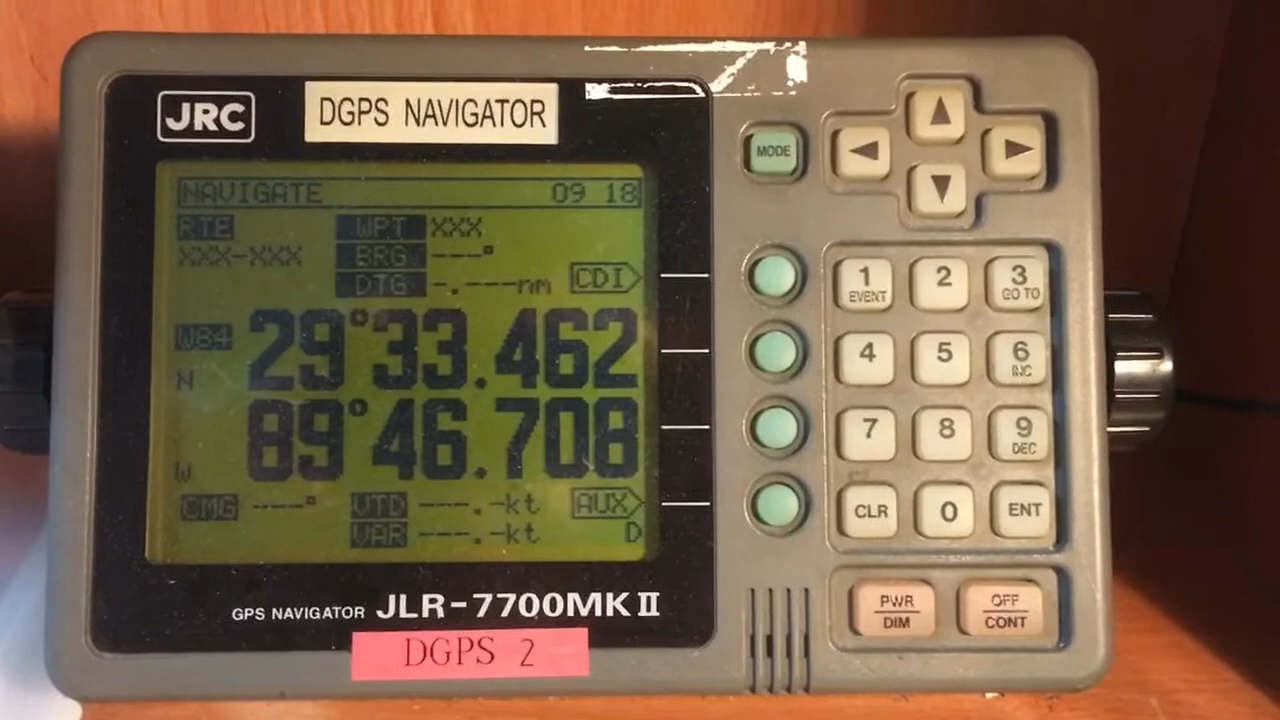 JRC
DGPS NAVIGATOR
NAVIGATE 09 18
RTE WPT XXX
XXX-XXX BRG ---°
DTG -.---nm CDI
W84 29°33.462
N
89°46.708
W
CMG ---° VTD ---.-kt AUX
VAR ---.-kt D
GPS NAVIGATOR JLR-7700MK II
DGPS 2
MODE
1 2 3
EVENT GO TO
4 5 6
INC
7 8 9
DEC
CLR 0 ENT
PWR OFF
DIM CONT